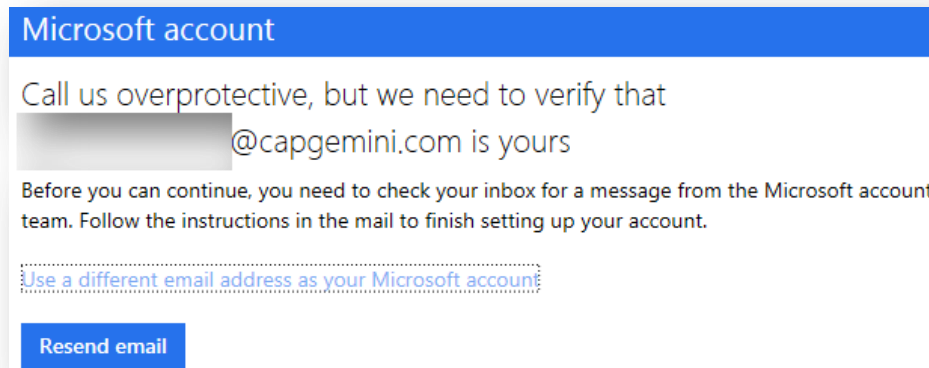 Microsoft account
Call us overprotective, but we need to verify that
@capgemini.com is yours
Before you can continue, you need to check your inbox for a message from the Microsoft account
team. Follow the instructions in the mail to finish setting up your account.
Use a different email address as your Microsoft account
Resend email